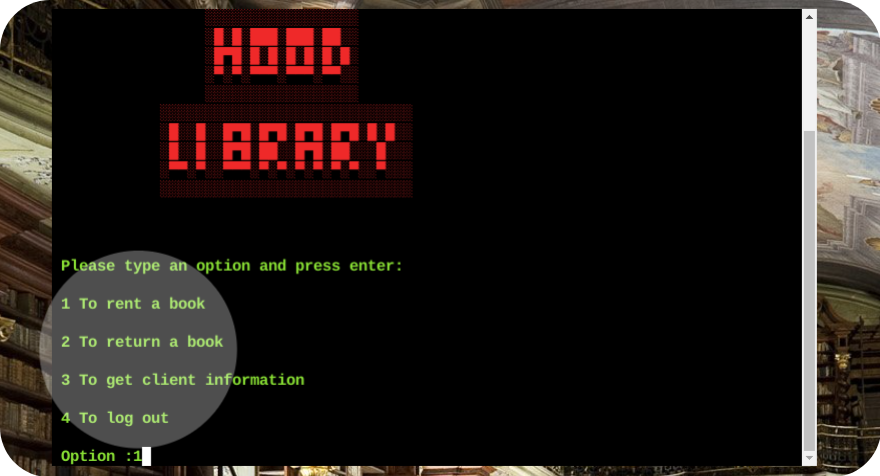 HOOD
LIBRARY
Please type an option and press enter:
1 To rent a book
2 To return a book
3 To get client information
4 To log out
Option :1